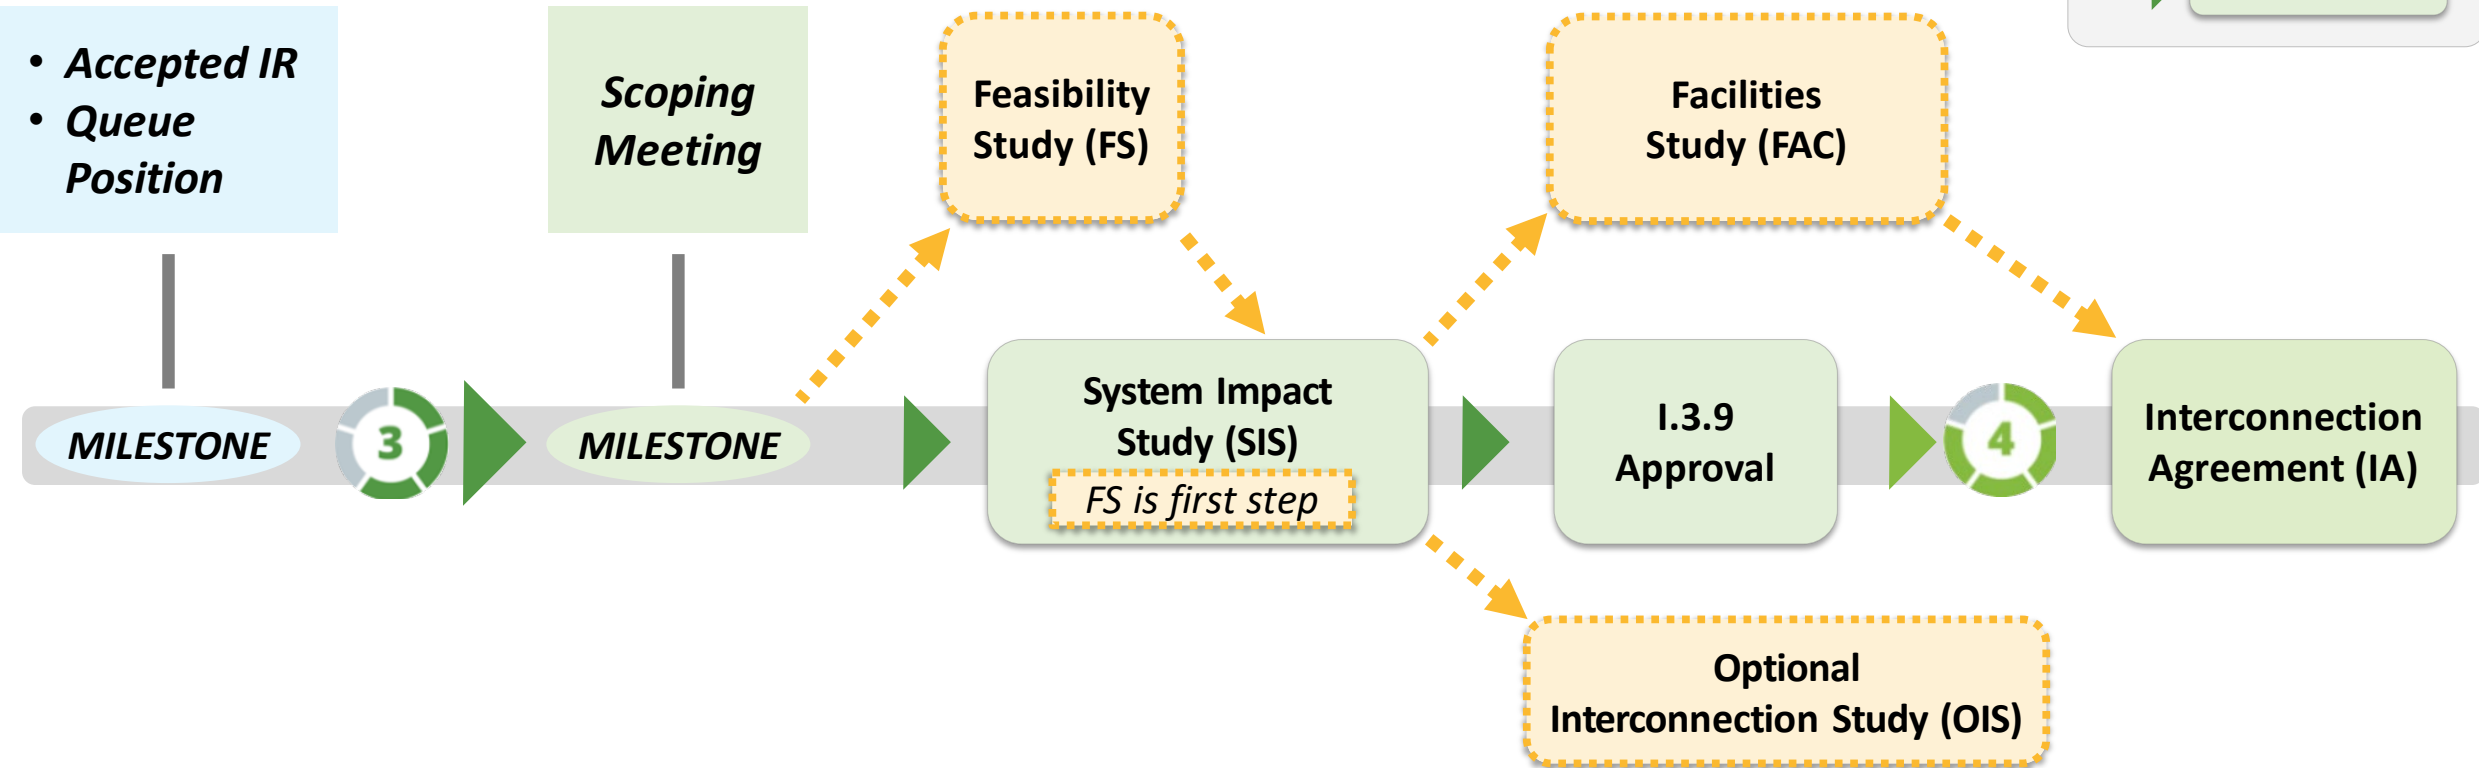 • Accepted IR
• Queue
Position
Scoping
Meeting
Feasibility
Study (FS)
Facilities
Study (FAC)
MILESTONE
3
MILESTONE
System Impact
Study (SIS)
FS is first step
I.3.9
Approval
4
Interconnection
Agreement (IA)
Optional
Interconnection Study (OIS)